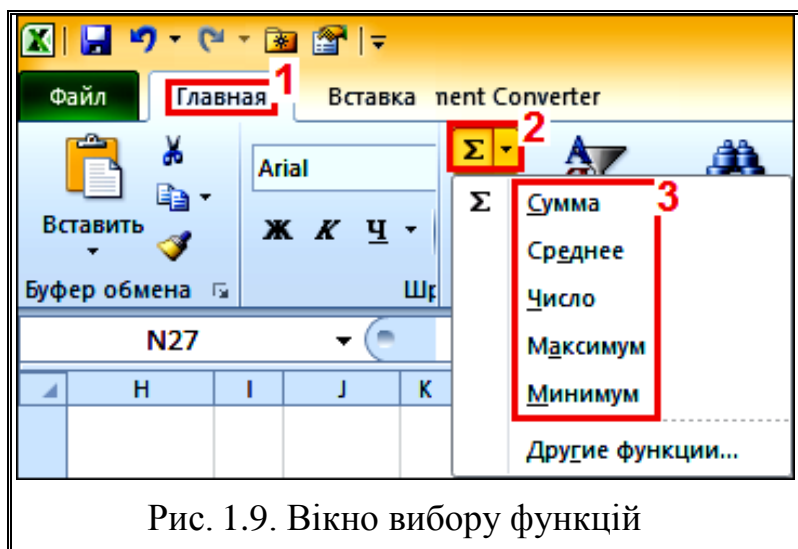 Файл Главная 1 Вставка nent Converter
Σ 2
Arial
Вставить
Ж К Ч
Буфер обмена
N27
H I J K
Σ Сумма 3
Среднее
Число
Максимум
Минимум
Другие функции...
Рис. 1.9. Вікно вибору функцій